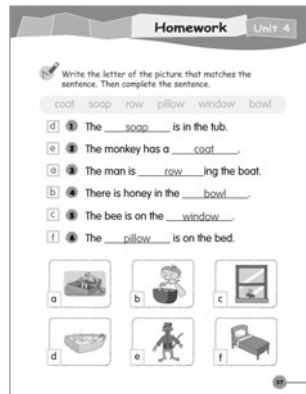 Homework Unit 4
Write the letter of the picture that matches the
sentence. Then complete the sentence.
coat soap row pillow window bowl
d 1 The soap is in the tub.
e 2 The monkey has a coat.
a 3 The man is rowing the boat.
b 4 There is honey in the bowl.
c 5 The bee is on the window.
f 6 The pillow is on the bed.
a b c
d e f
37